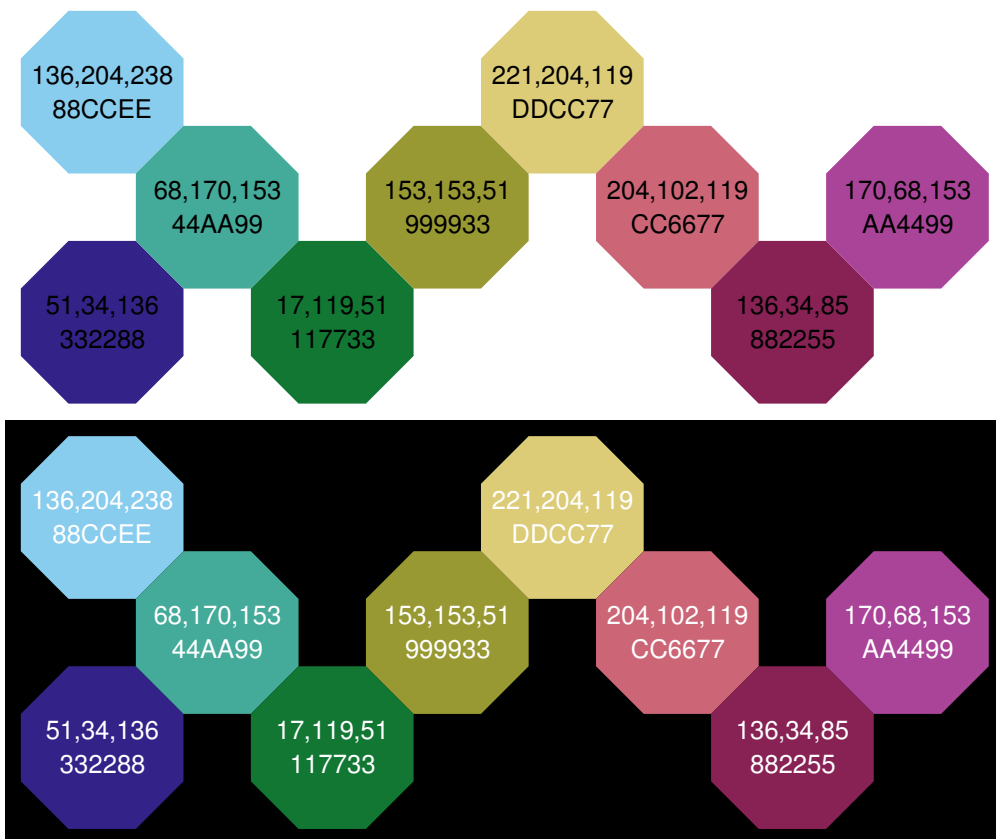 136,204,238
88CCEE
221,204,119
DDCC77
68,170,153
44AA99
153,153,51
999933
204,102,119
CC6677
170,68,153
AA4499
51,34,136
332288
17,119,51
117733
136,34,85
882255
136,204,238
88CCEE
221,204,119
DDCC77
68,170,153
44AA99
153,153,51
999933
204,102,119
CC6677
170,68,153
AA4499
51,34,136
332288
17,119,51
117733
136,34,85
882255